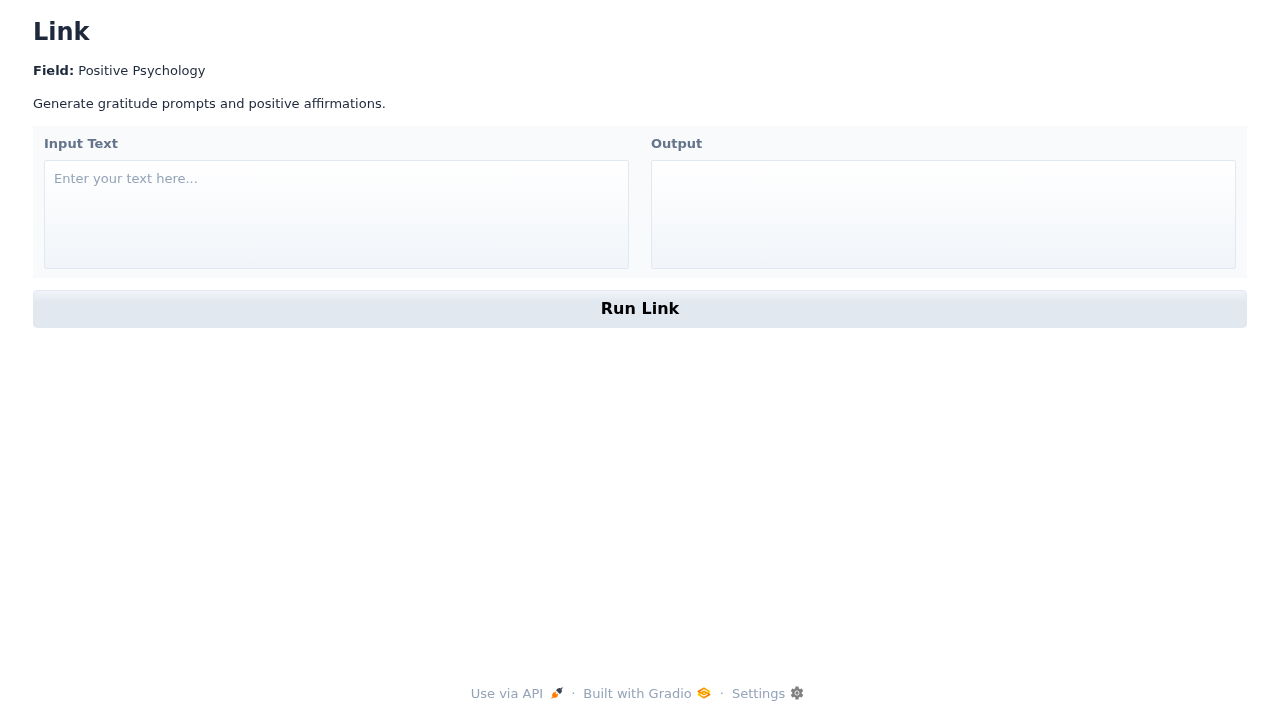 Link
Field: Positive Psychology
Generate gratitude prompts and positive affirmations.
Input Text
Output
Enter your text here...
Run Link
Use via API · Built with Gradio · Settings